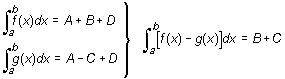 ∫_a^b f(x)dx = A + B + D
∫_a^b g(x)dx = A − C + D
} ∫_a^b [f(x) − g(x)]dx = B + C